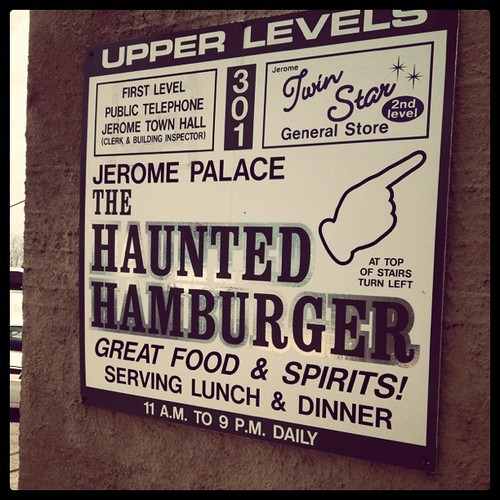 UPPER LEVELS
FIRST LEVEL
PUBLIC TELEPHONE
JEROME TOWN HALL
(CLERK & BUILDING INSPECTOR)
301
Jerome
Twin
Star
2nd
level
General Store
JEROME PALACE
THE
HAUNTED
HAMBURGER
AT TOP
OF STAIRS
TURN LEFT
GREAT FOOD & SPIRITS!
SERVING LUNCH & DINNER
11 A.M. TO 9 P.M. DAILY